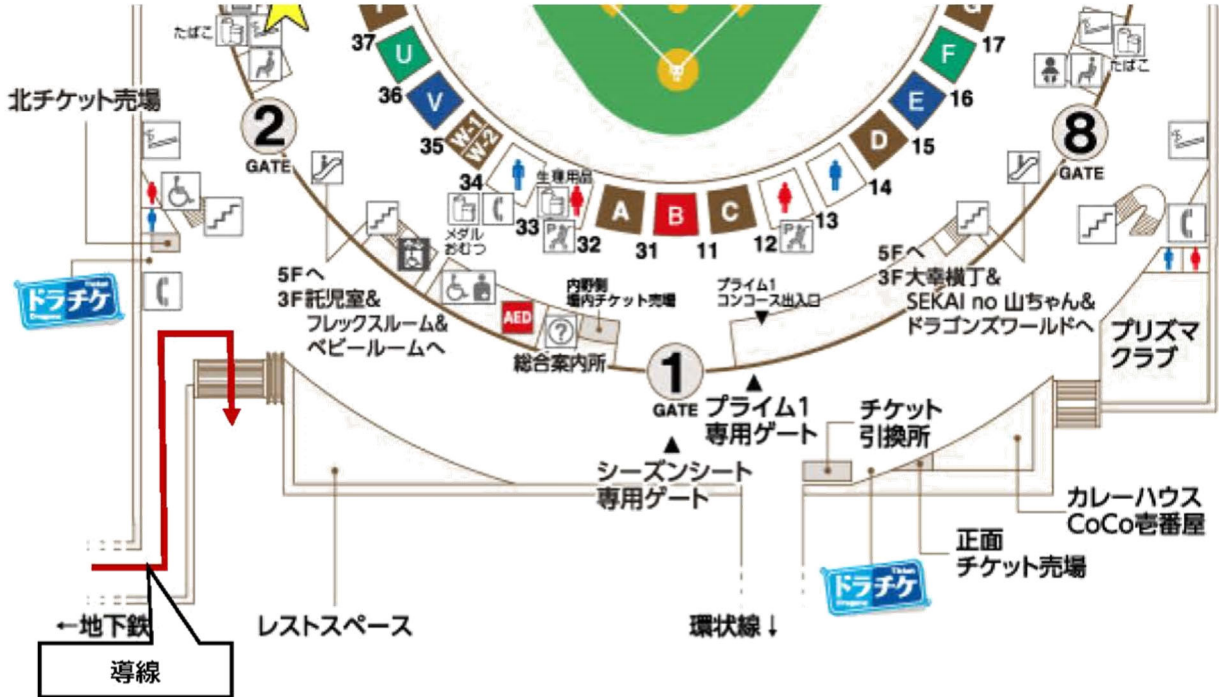 たばこ
北チケット売場
2
GATE
37
U
36
V
35
W-1
W-2
34
33
生理用品
32
A
31
B
11
C
12
13
14
D
15
E
16
F
17
たばこ
8
GATE
メダル
おむつ
5Fへ
3F託児室&
フレックスルーム&
ベビールームへ
AED
?
総合案内所
内野側
場内チケット売場
プライム1
コンコース出入口
5Fへ
3F大幸横丁&
SEKAI no 山ちゃん&
ドラゴンズワールドへ
プリズマ
クラブ
ドラチケ
1
GATE
プライム1
専用ゲート
シーズンシート
専用ゲート
チケット
引換所
カレーハウス
CoCo壱番屋
正面
チケット売場
ドラチケ
←地下鉄
レストスペース
環状線↓
導線